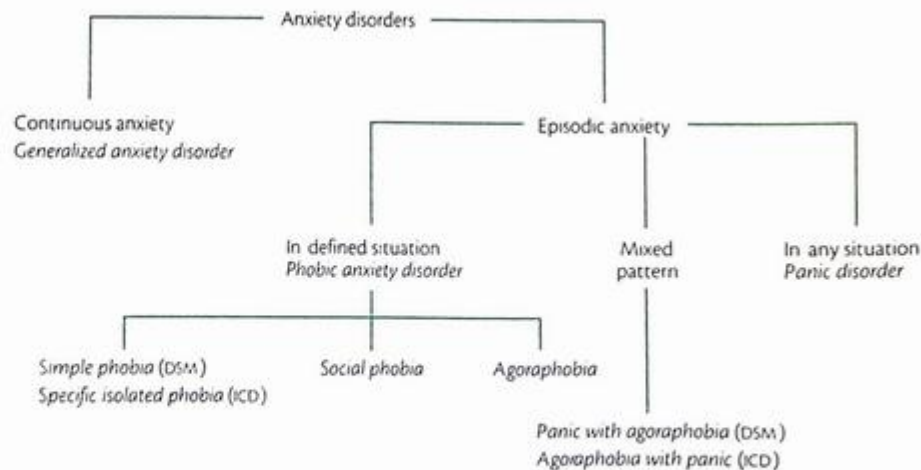 Anxiety disorders
Continuous anxiety
Generalized anxiety disorder
Episodic anxiety
In defined situation
Phobic anxiety disorder
Mixed
pattern
In any situation
Panic disorder
Simple phobia (DSM)
Specific isolated phobia (ICD)
Social phobia
Agoraphobia
Panic with agoraphobia (DSM)
Agoraphobia with panic (ICD)